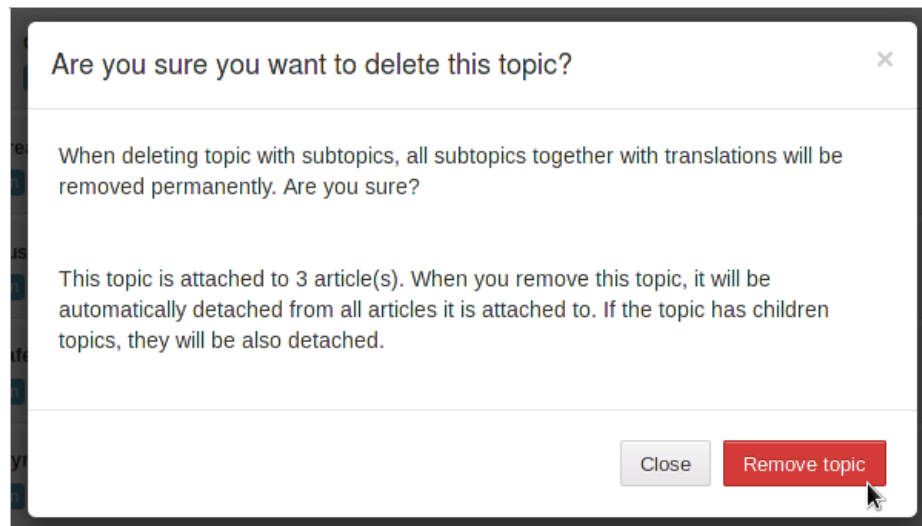 Are you sure you want to delete this topic?
×
When deleting topic with subtopics, all subtopics together with translations will be
removed permanently. Are you sure?
This topic is attached to 3 article(s). When you remove this topic, it will be
automatically detached from all articles it is attached to. If the topic has children
topics, they will be also detached.
Close
Remove topic